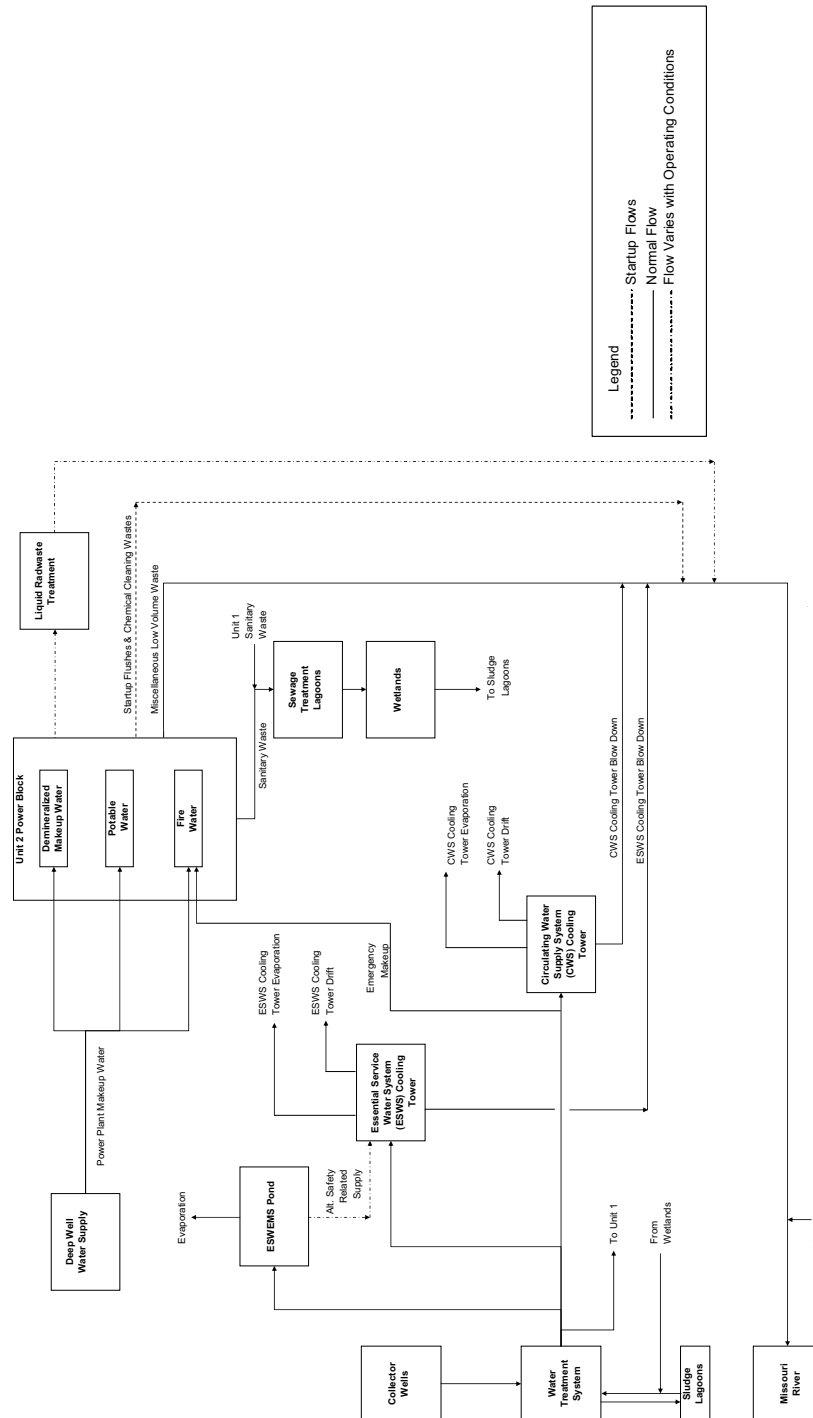 Deep Well
Water Supply
Power Plant Makeup Water
Unit 2 Power Block
Demineralized
Makeup Water
Potable
Water
Fire
Water
Liquid Radwaste
Treatment
Startup Flushes & Chemical Cleaning Wastes
Miscellaneous Low Volume Waste
Unit 1
Sanitary
Waste
Sanitary Waste
Sewage
Treatment
Lagoons
Wetlands
To Sludge
Lagoons
Evaporation
ESWEMS Pond
Alt. Safety
Related
Supply
ESWS Cooling
Tower Evaporation
ESWS Cooling
Tower Drift
Essential Service
Water System
(ESWS) Cooling
Tower
Emergency
Makeup
CWS Cooling
Tower Evaporation
CWS Cooling
Tower Drift
Circulating Water
Supply System
(CWS) Cooling
Tower
CWS Cooling Tower Blow Down
ESWS Cooling Tower Blow Down
Collector
Wells
Water
Treatment
System
To Unit 1
From
Wetlands
Sludge
Lagoons
Missouri
River
Legend
Startup Flows
Normal Flow
Flow Varies with Operating Conditions